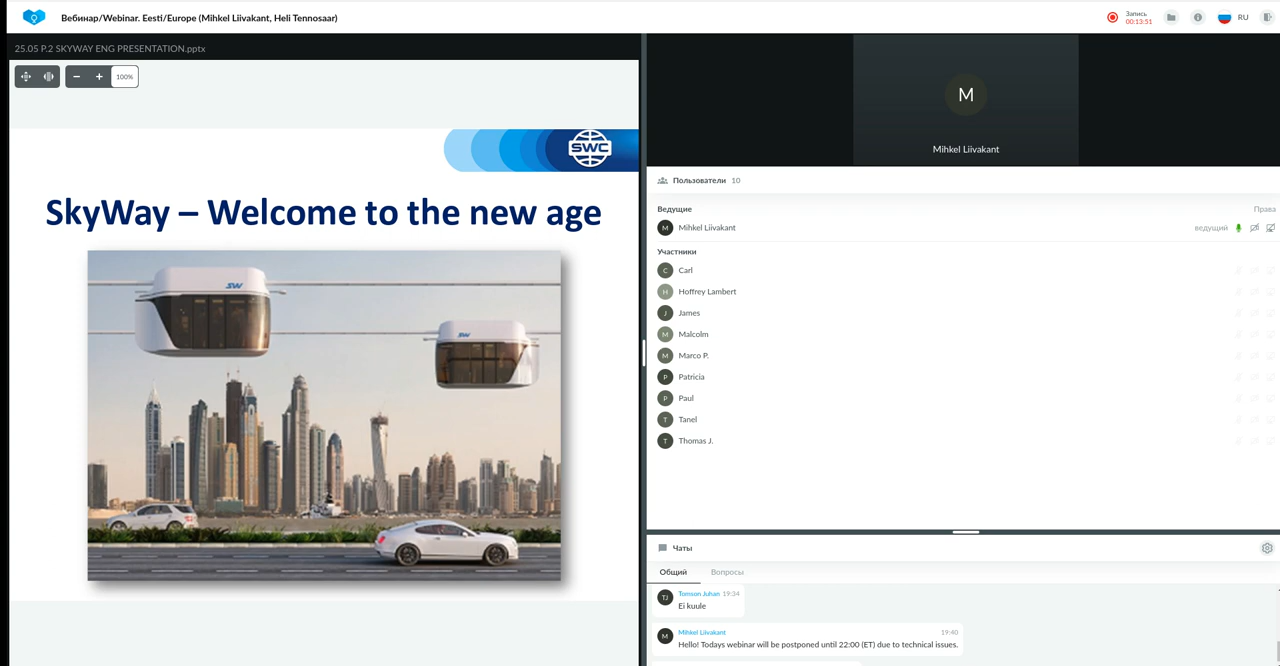 Вебинар/Webinar. Eesti/Europe (Mihkel Liivakant, Heli Tennosaar)
Запись
00:13:51
RU
25.05 P.2 SKYWAY ENG PRESENTATION.pptx
100%
SWC
SkyWay – Welcome to the new age
SW
SW
M
Mihkel Liivakant
Пользователи 10
Ведущие
Права
M Mihkel Liivakant
ведущий
Участники
C Carl
H Hoffrey Lambert
J James
M Malcolm
M Marco P.
P Patricia
P Paul
T Tanel
T Thomas J.
Чаты
Общий
Вопросы
TJ
Tomson Juhan 19:34
Ei kuule
M
Mihkel Liivakant 19:40
Hello! Todays webinar will be postponed until 22:00 (ET) due to technical issues.